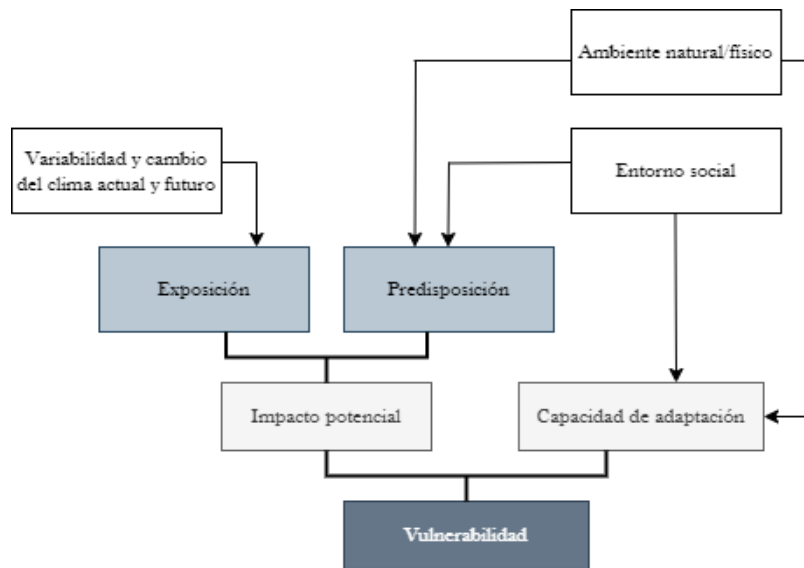 Ambiente natural/físico
Variabilidad y cambio
del clima actual y futuro
Entorno social
Exposición
Predisposición
Impacto potencial
Capacidad de adaptación
Vulnerabilidad